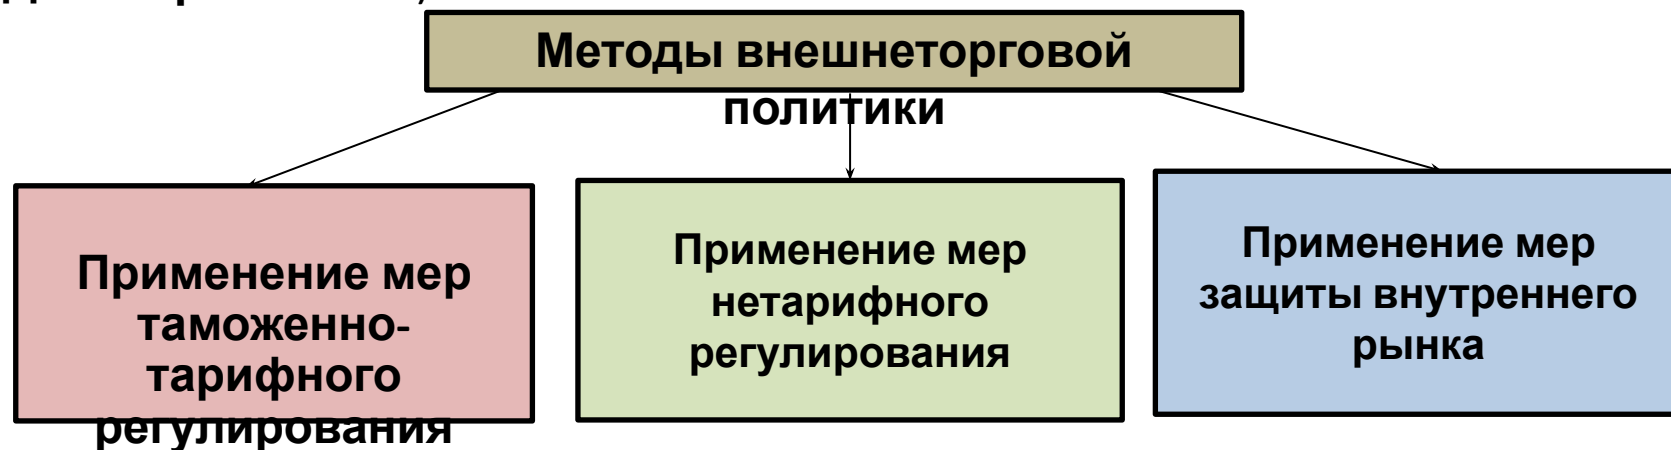 Методы внешнеторговой
политики
Применение мер
таможенно-
тарифного
регулирования
Применение мер
нетарифного
регулирования
Применение мер
защиты внутреннего
рынка